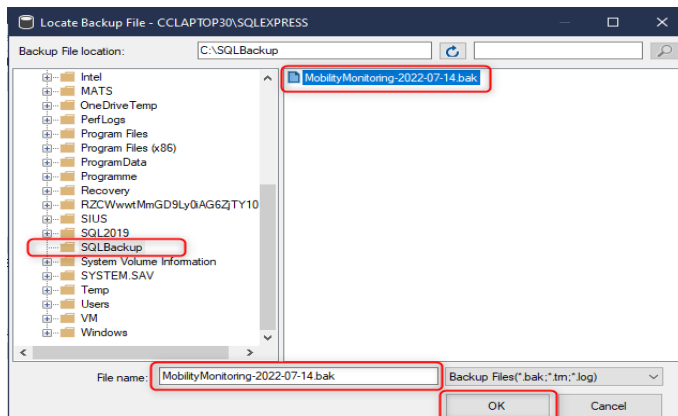 Locate Backup File - CCLAPTOP30\SQLEXPRESS
Backup File location: C:\SQLBackup
Intel
MATS
OneDriveTemp
PerfLogs
Program Files
Program Files (x86)
ProgramData
Programme
Recovery
RZCWwwtMmGD9Ly0iAG6ZjTY10
SIUS
SQL2019
SQLBackup
System Volume Information
SYSTEM.SAV
Temp
Users
VM
Windows
MobilityMonitoring-2022-07-14.bak
File name: MobilityMonitoring-2022-07-14.bak Backup Files(*.bak;*.trn;*.log)
OK Cancel